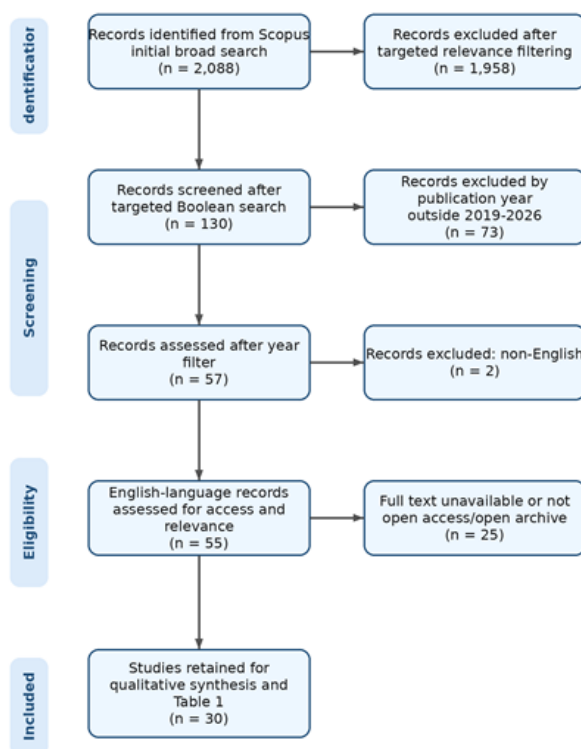 dentification
Records identified from Scopus
initial broad search
(n = 2,088)
Records excluded after
targeted relevance filtering
(n = 1,958)
Screening
Records screened after
targeted Boolean search
(n = 130)
Records excluded by
publication year
outside 2019-2026
(n = 73)
Records assessed after year
filter
(n = 57)
Records excluded: non-English
(n = 2)
Eligibility
English-language records
assessed for access and
relevance
(n = 55)
Full text unavailable or not
open access/open archive
(n = 25)
Included
Studies retained for
qualitative synthesis and
Table 1
(n = 30)